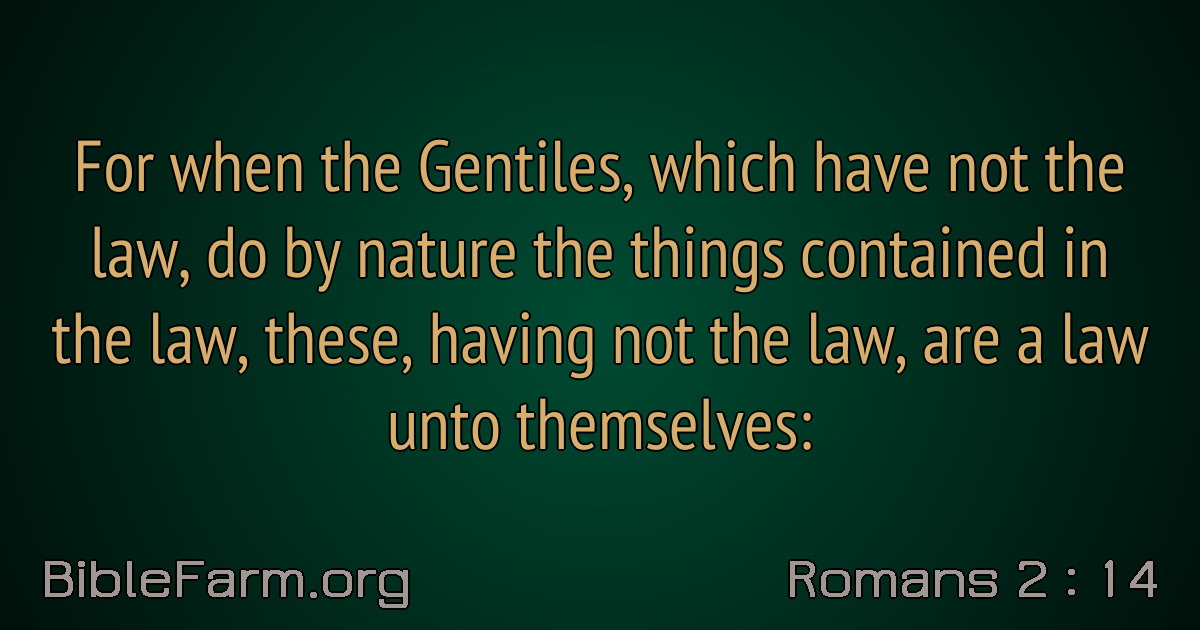 For when the Gentiles, which have not the
law, do by nature the things contained in
the law, these, having not the law, are a law
unto themselves:
BibleFarm.org
Romans 2 : 14